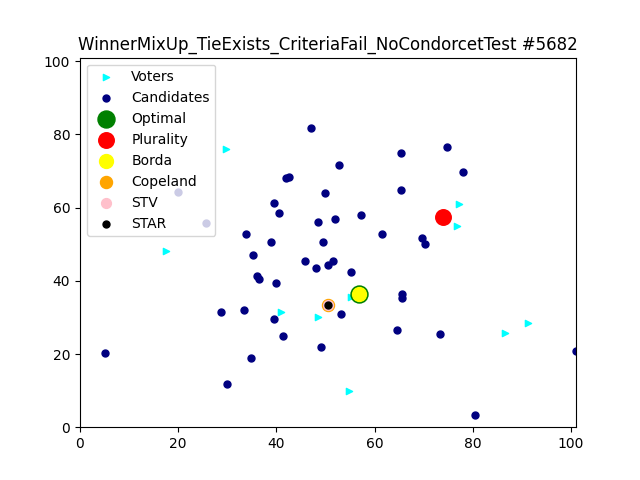 WinnerMixUp_TieExists_CriteriaFail_NoCondorcetTest #5682
Voters
Candidates
Optimal
Plurality
Borda
Copeland
STV
STAR
100
80
60
40
20
0
0 20 40 60 80 100